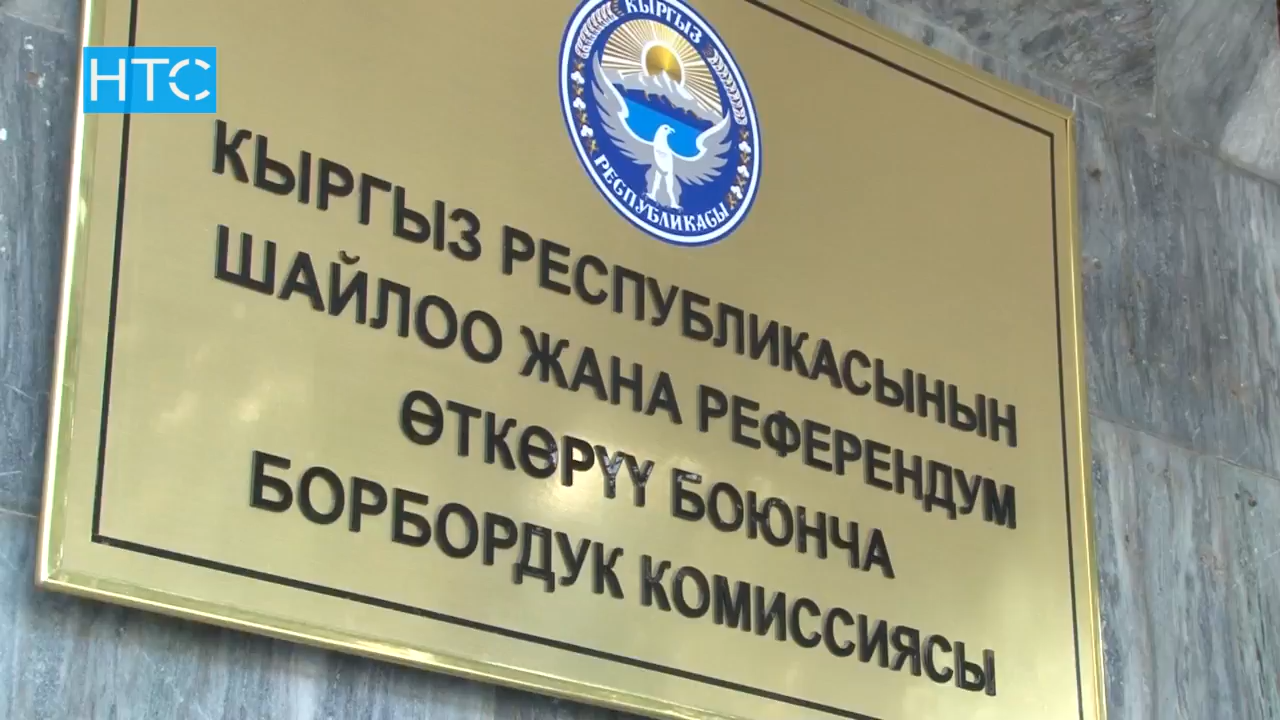 НТС
КЫРГЫЗ
РЕСПУБЛИКАСЫ
КЫРГЫЗ РЕСПУБЛИКАСЫНЫН
ШАЙЛОО ЖАНА РЕФЕРЕНДУМ
ӨТКӨРҮҮ БОЮНЧА
БОРБОРДУК КОМИССИЯСЫ